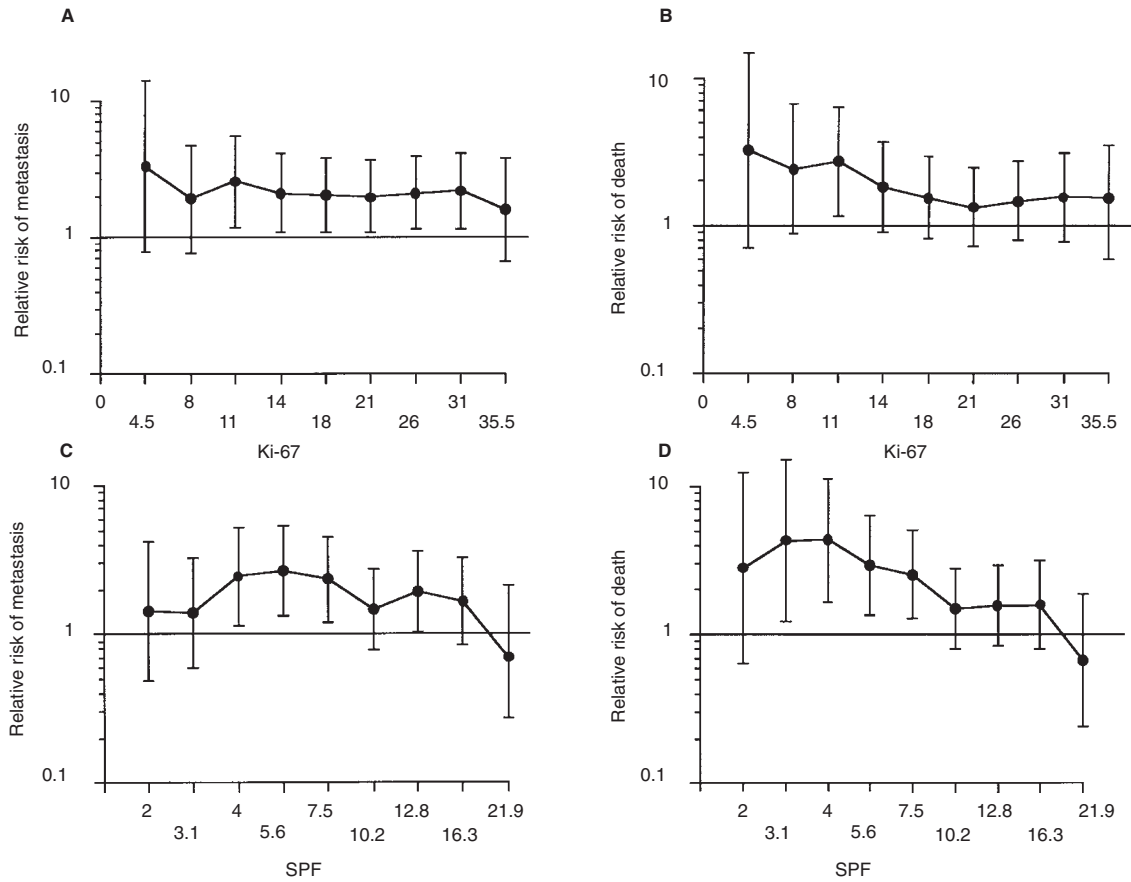 A
Relative risk of metastasis
10
1
0.1
0 8 14 21 31
4.5 11 18 26 35.5
Ki-67
B
Relative risk of death
10
1
0.1
0 8 14 21 31
4.5 11 18 26 35.5
Ki-67
C
Relative risk of metastasis
10
1
0.1
2 4 7.5 12.8 21.9
3.1 5.6 10.2 16.3
SPF
D
Relative risk of death
10
1
0.1
2 4 7.5 12.8 21.9
3.1 5.6 10.2 16.3
SPF